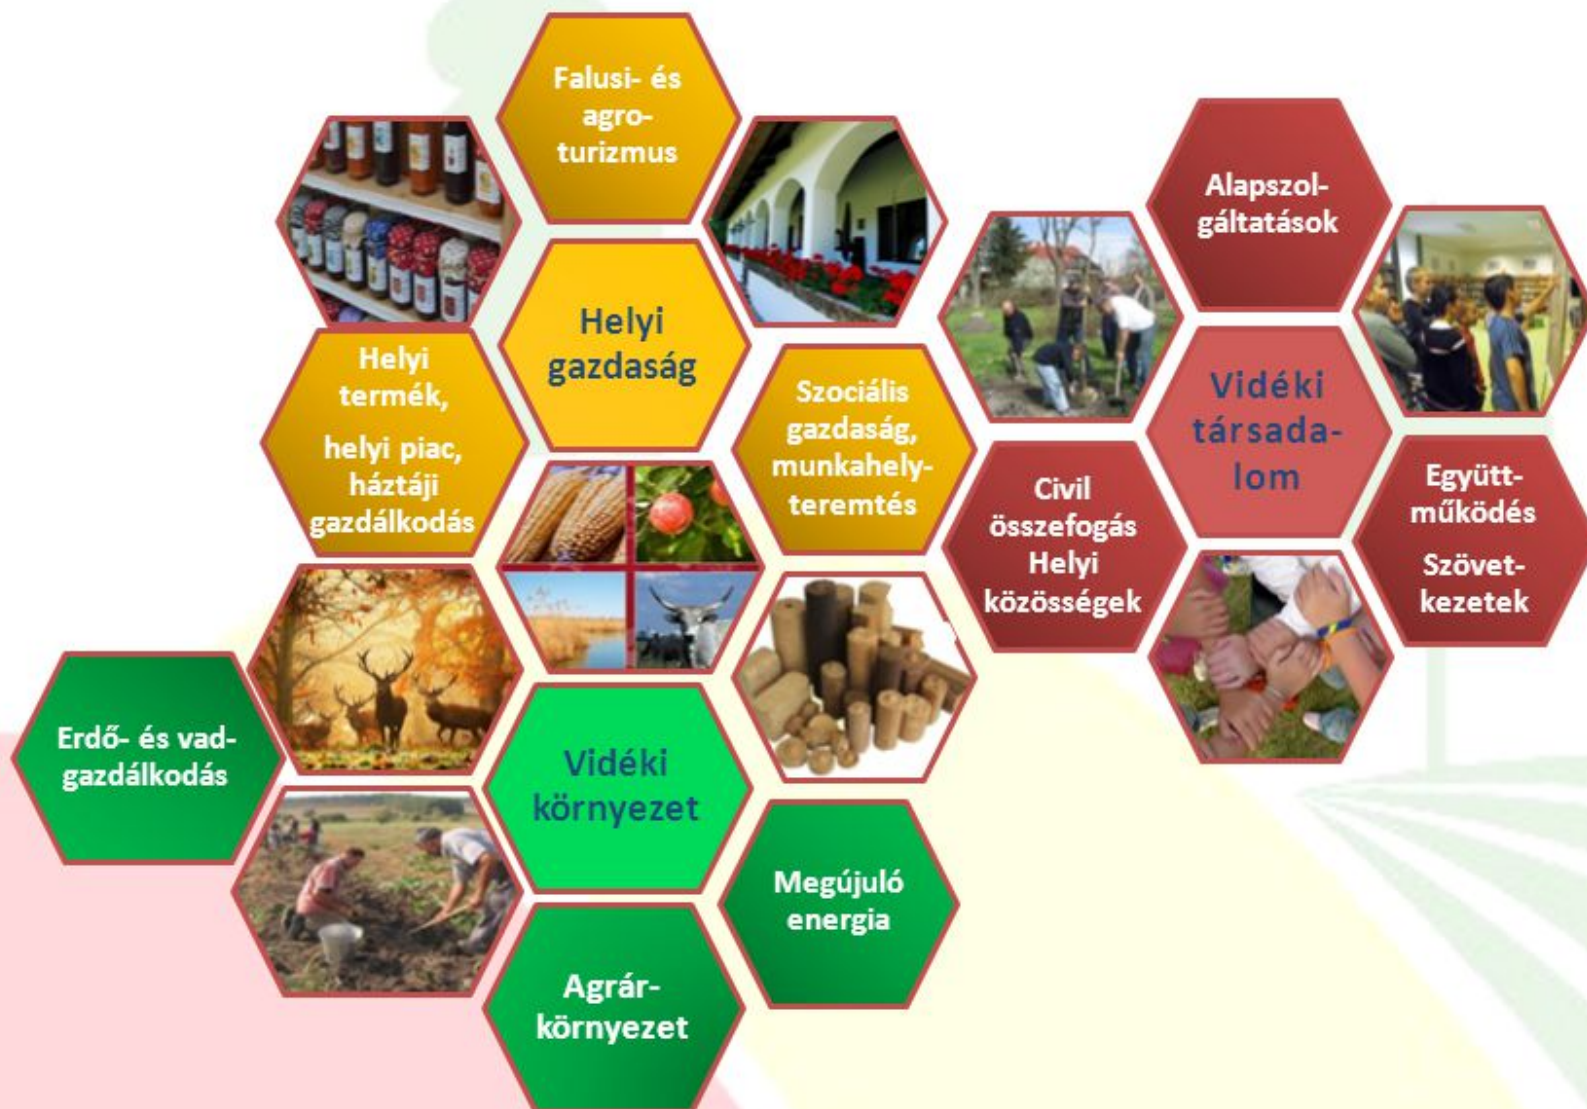 Falusi- és
agro-
turizmus
Helyi
gazdaság
Helyi
termék,
helyi piac,
háztáji
gazdálkodás
Szociális
gazdaság,
munkahely-
teremtés
Alapszol-
gáltatások
Vidéki
társada-
lom
Civil
összefogás
Helyi
közösségek
Együtt-
működés
Szövet-
kezetek
Erdő- és vad-
gazdálkodás
Vidéki
környezet
Megújuló
energia
Agrár-
környezet